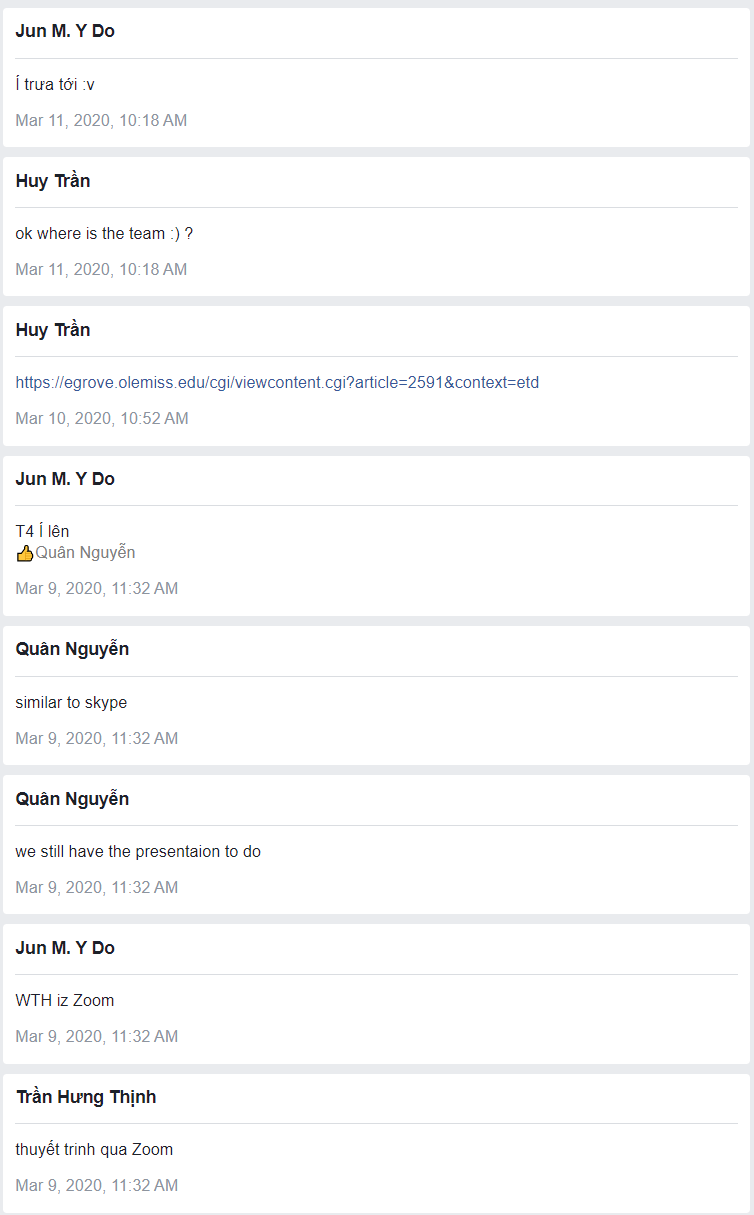 Jun M. Y Do
Í trưa tới :v
Mar 11, 2020, 10:18 AM
Huy Trần
ok where is the team :) ?
Mar 11, 2020, 10:18 AM
Huy Trần
https://egrove.olemiss.edu/cgi/viewcontent.cgi?article=2591&context=etd
Mar 10, 2020, 10:52 AM
Jun M. Y Do
T4 Í lên
👍Quân Nguyễn
Mar 9, 2020, 11:32 AM
Quân Nguyễn
similar to skype
Mar 9, 2020, 11:32 AM
Quân Nguyễn
we still have the presentaion to do
Mar 9, 2020, 11:32 AM
Jun M. Y Do
WTH iz Zoom
Mar 9, 2020, 11:32 AM
Trần Hưng Thịnh
thuyết trinh qua Zoom
Mar 9, 2020, 11:32 AM